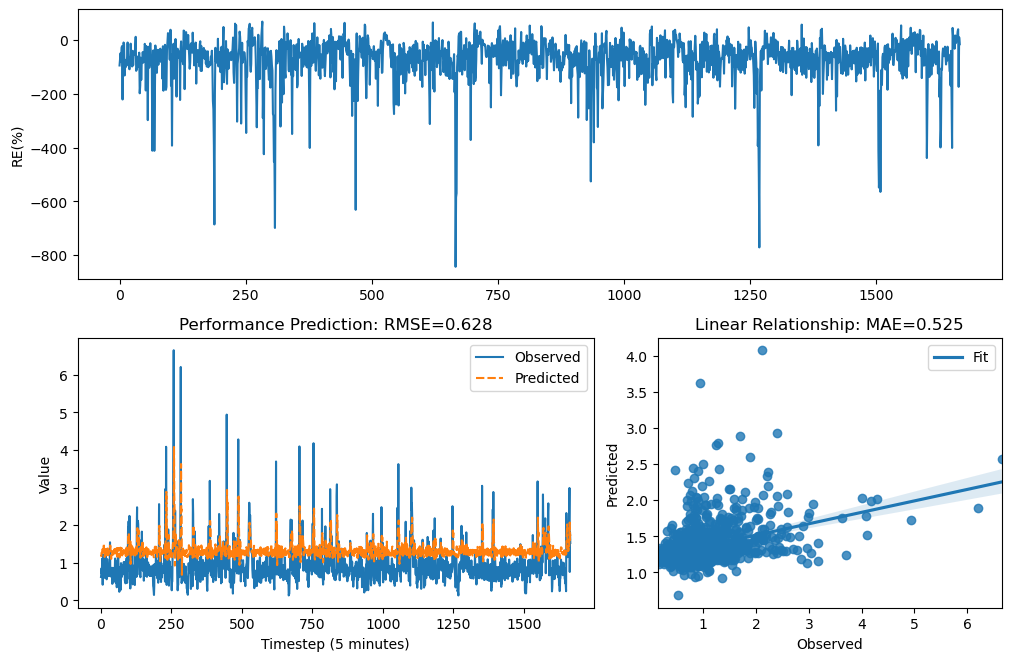 0
−200
−400
−600
−800
RE(%)
0 250 500 750 1000 1250 1500
Performance Prediction: RMSE=0.628
Observed
Predicted
6
5
4
3
2
1
0
Value
0 250 500 750 1000 1250 1500
Timestep (5 minutes)
Linear Relationship: MAE=0.525
Fit
4.0
3.5
3.0
2.5
2.0
1.5
1.0
Predicted
1 2 3 4 5 6
Observed